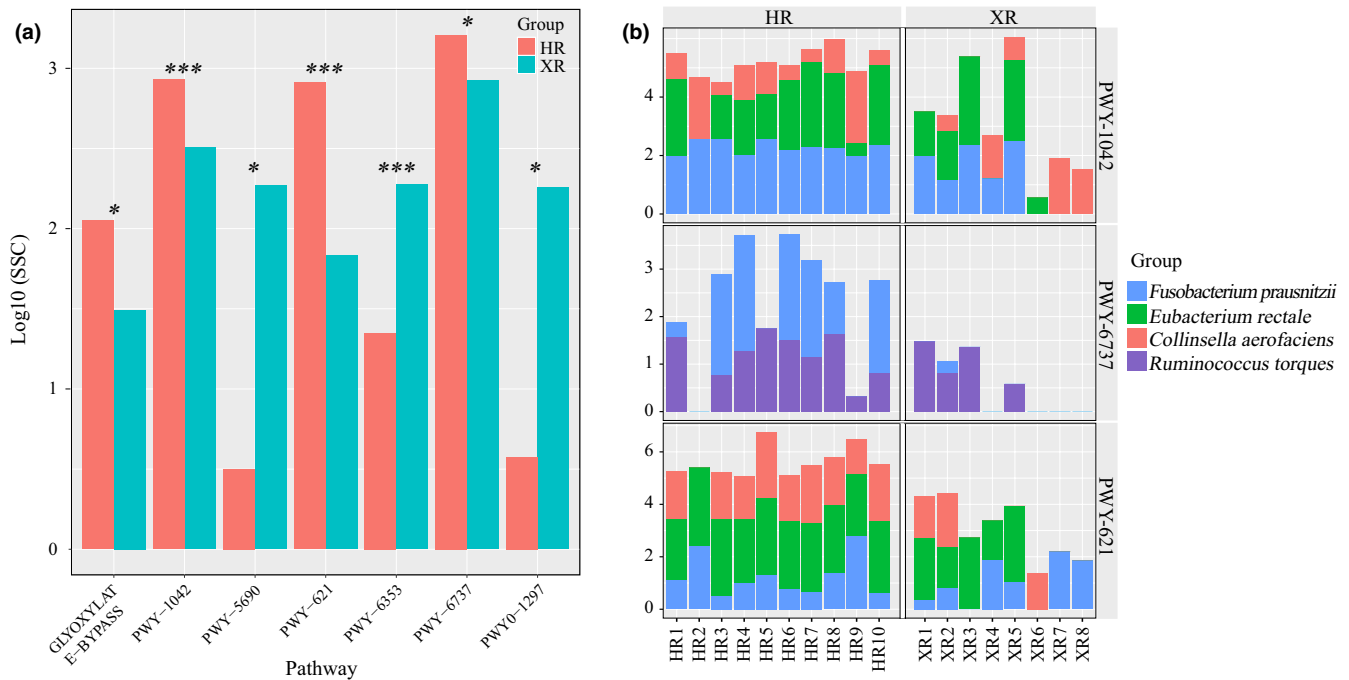 (a)
Group
HR
XR
Log10 (SSC)
3
2
1
0
*
***
*
***
***
*
*
GLYOXYLAT
E−BYPASS
PWY−1042
PWY−5690
PWY−621
PWY−6353
PWY−6737
PWY0−1297
Pathway
(b)
HR
XR
4
2
0
PWY-1042
3
2
1
0
PWY-6737
6
4
2
0
PWY-621
HR1
HR2
HR3
HR4
HR5
HR6
HR7
HR8
HR9
HR10
XR1
XR2
XR3
XR4
XR5
XR6
XR7
XR8
Group
Fusobacterium prausnitzii
Eubacterium rectale
Collinsella aerofaciens
Ruminococcus torques